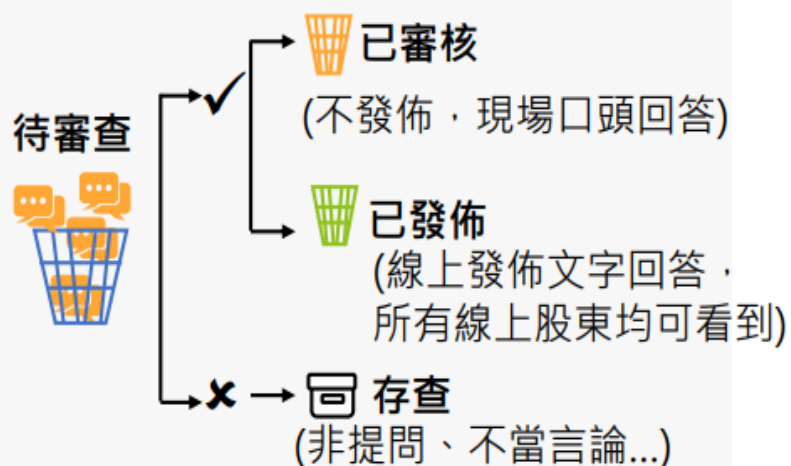 待審查
已審核
(不發佈，現場口頭回答)
已發佈
(線上發佈文字回答，
所有線上股東均可看到)
存查
(非提問、不當言論...)